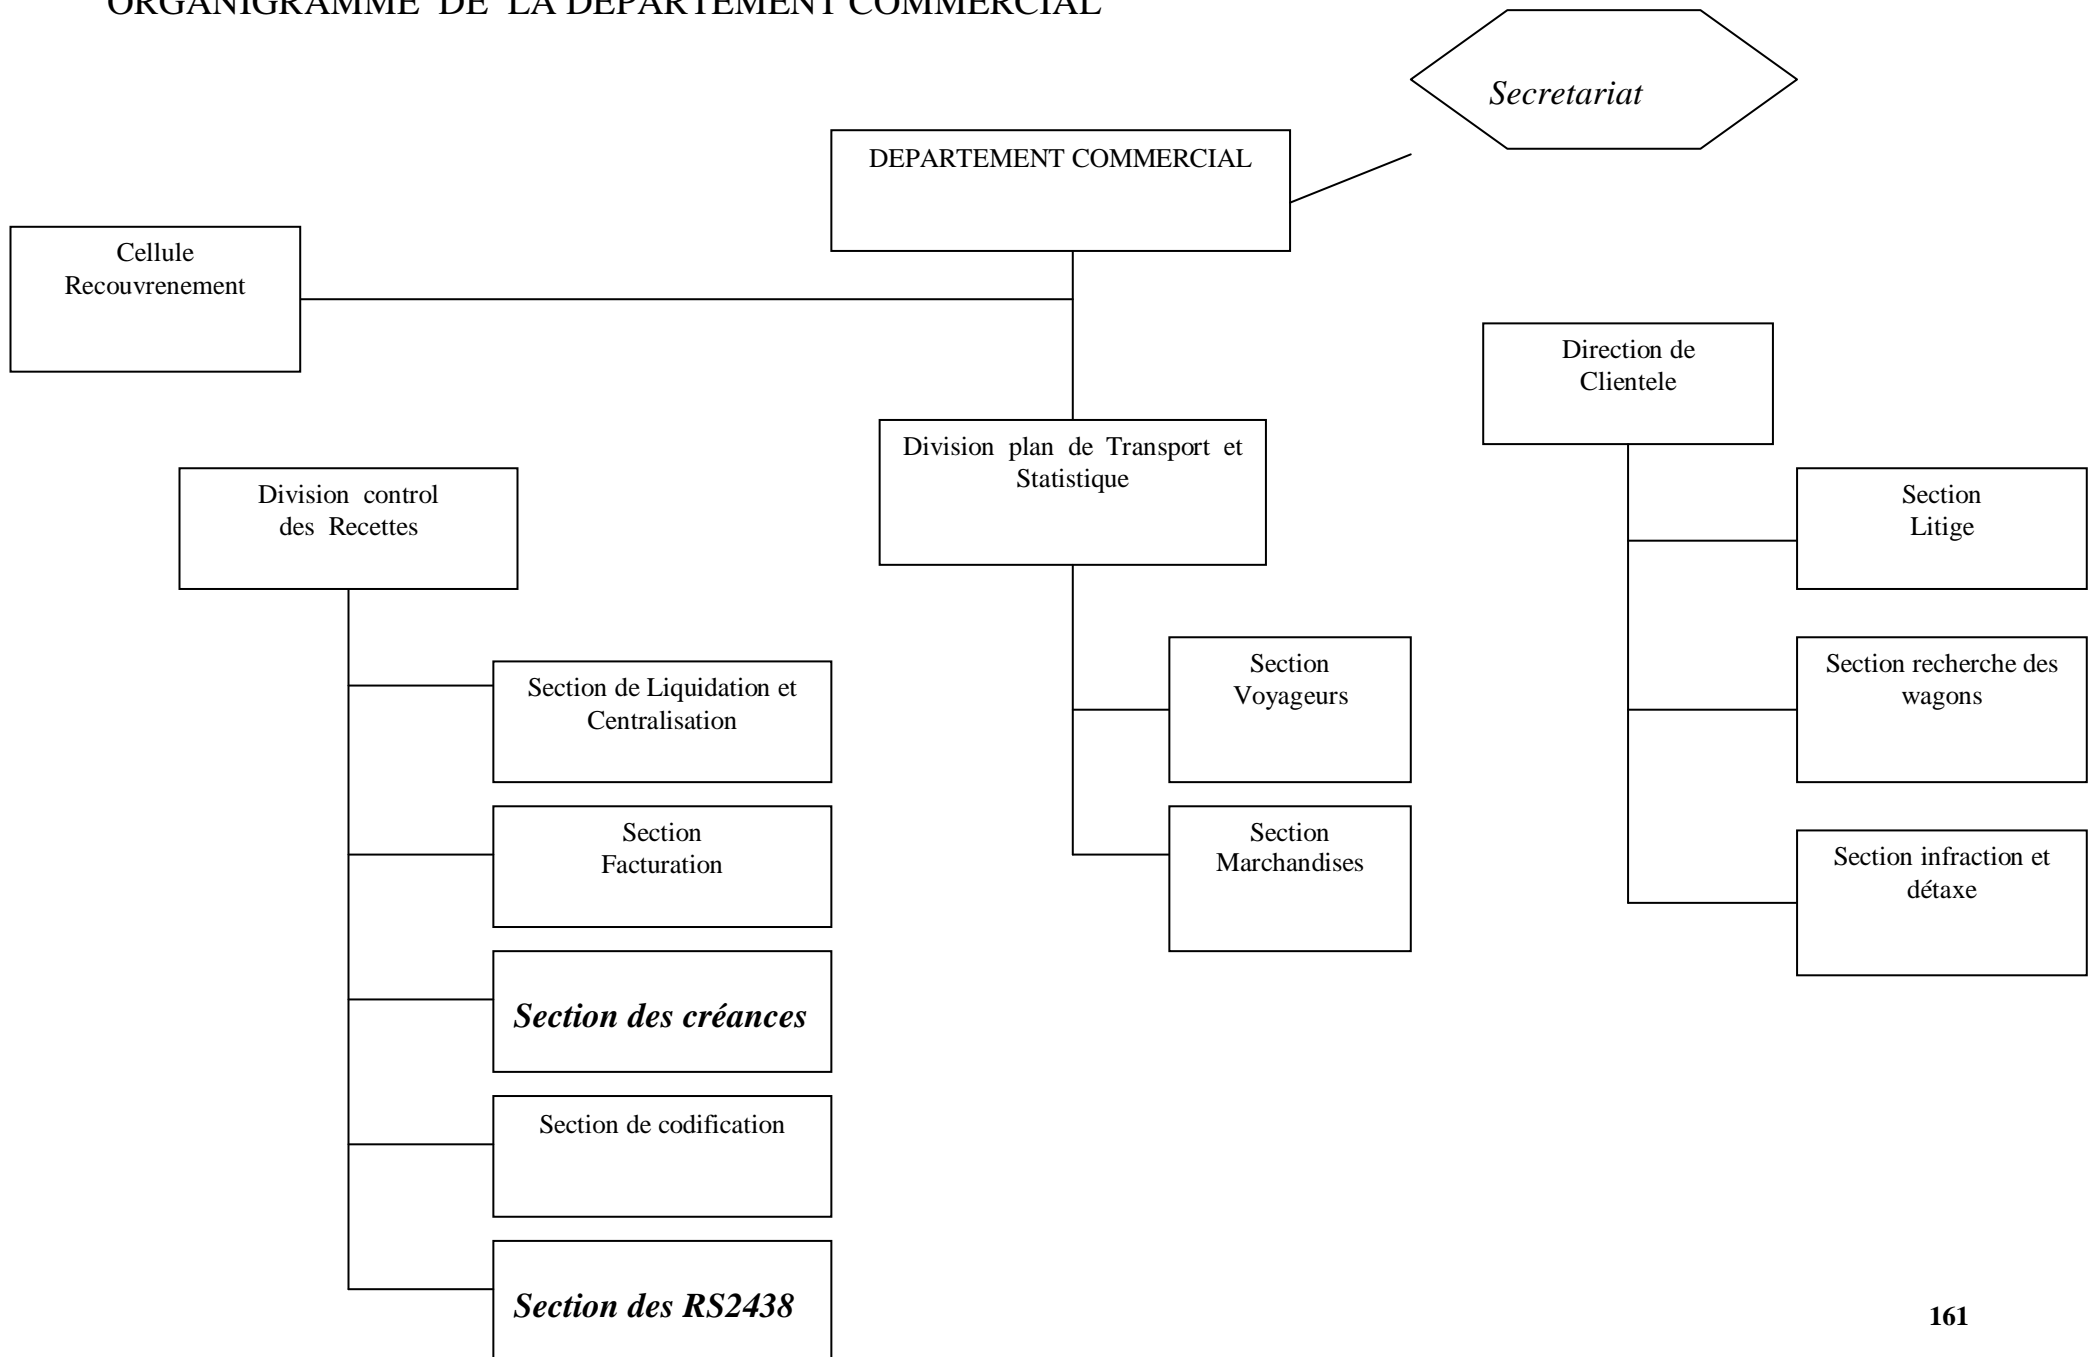 ORGANIGRAMME DE LA DEPARTEMENT COMMERCIAL
Secretariat
DEPARTEMENT COMMERCIAL
Cellule
Recouvrenement
Direction de
Clientele
Division plan de Transport et
Statistique
Division control
des Recettes
Section
Litige
Section
Voyageurs
Section recherche des
wagons
Section de Liquidation et
Centralisation
Section
Facturation
Section
Marchandises
Section infraction et
détaxe
Section des créances
Section de codification
Section des RS2438
161